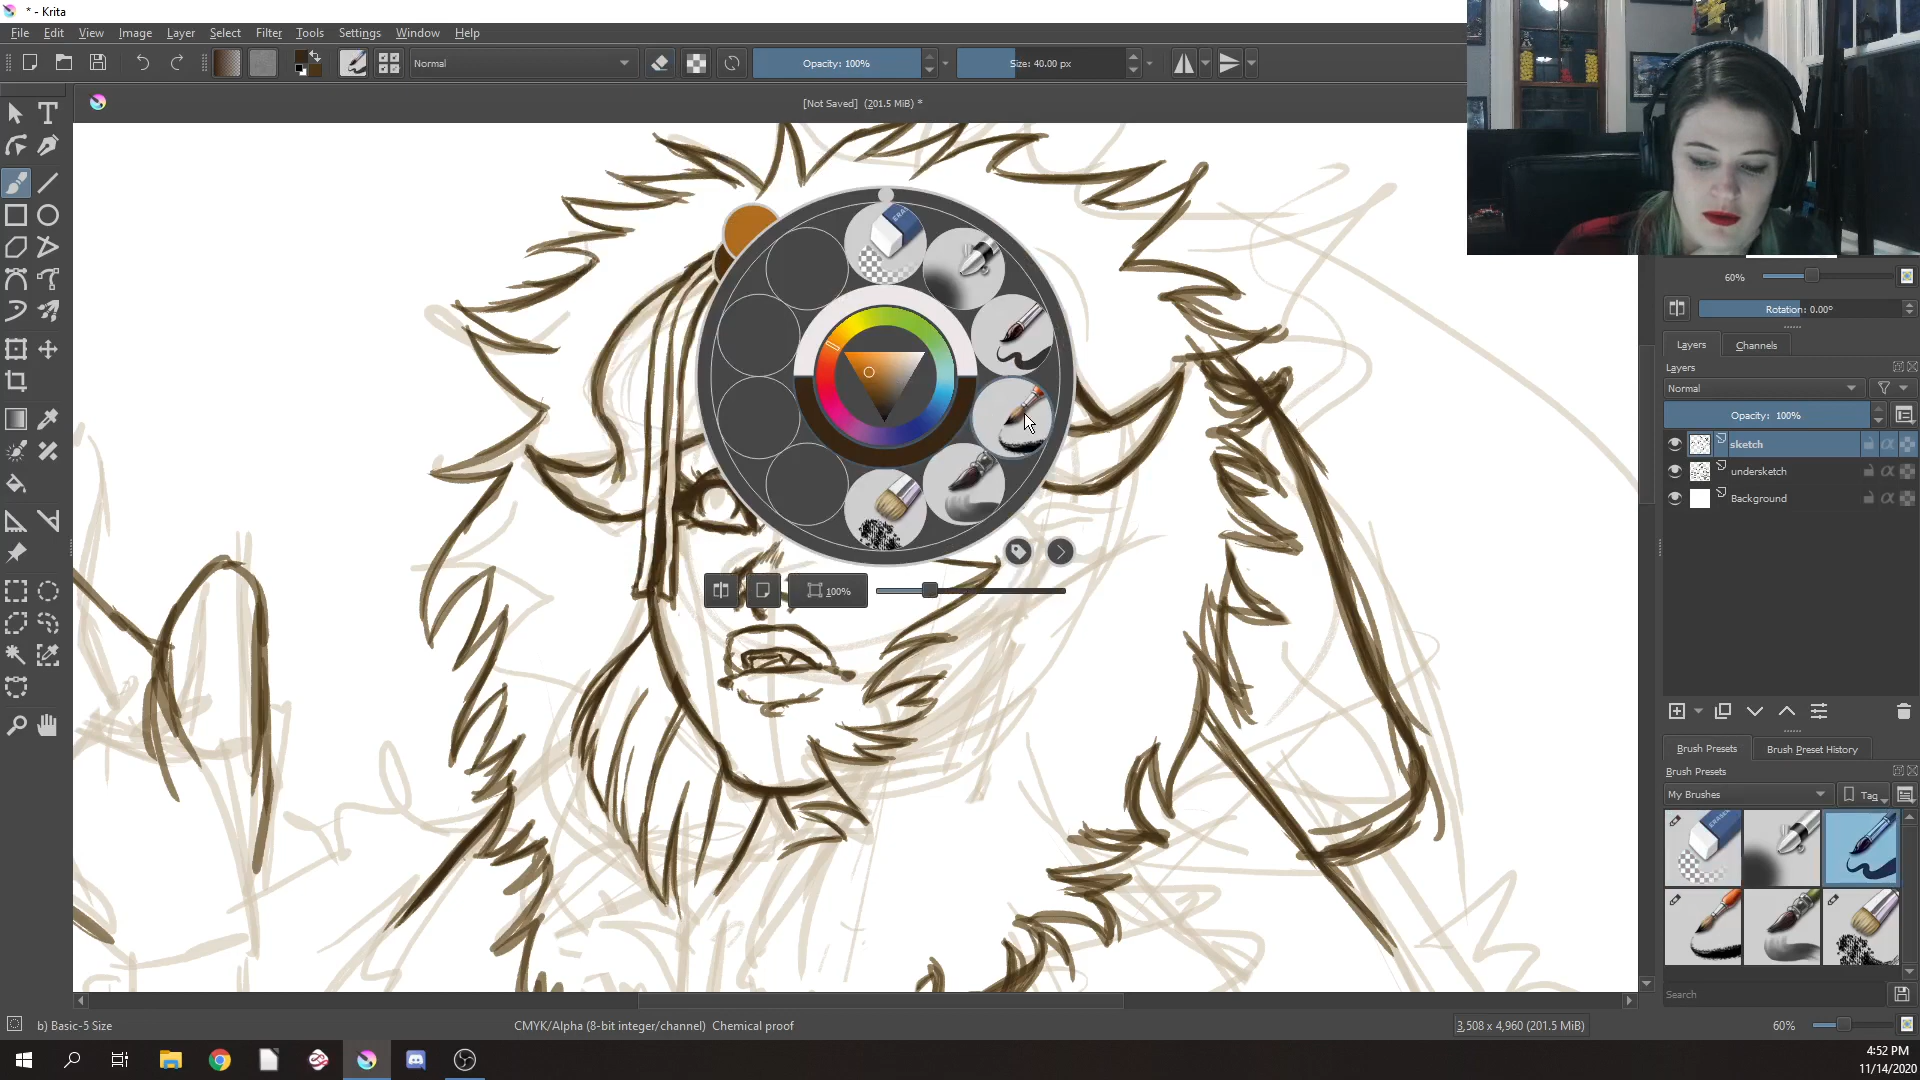 * - Krita
File Edit View Image Layer Select Filter Tools Settings Window Help
Normal Opacity: 100% Size: 40.00 px
[Not Saved] (201.5 MiB) *
60%
Rotation: 0.00°
Layers Channels
Layers
Normal
Opacity: 100%
sketch
undersketch
Background
100%
Brush Presets Brush Preset History
Brush Presets
My Brushes Tag
Search
b) Basic-5 Size CMYK/Alpha (8-bit integer/channel) Chemical proof 3,508 x 4,960 (201.5 MiB) 60%
4:52 PM
11/14/2020